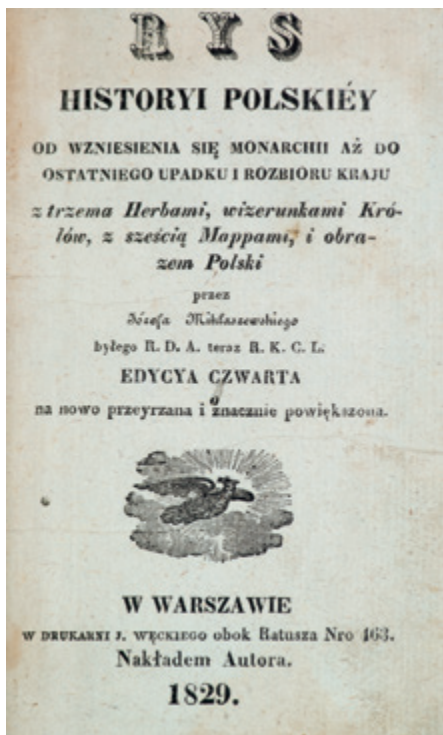 RYS
HISTORYI POLSKIÉY
OD WZNIESIENIA SIĘ MONARCHII AŻ DO
OSTATNIEGO UPADKU I ROZBIORU KRAJU
z trzema Herbami, wizerunkami Kró-
lów, z sześcią Mappami, i obra-
zem Polski
przez
Józefa Miklaszewskiego
byłego R. D. A. teraz R. K. C. L.
EDYCYA CZWARTA
na nowo przeyrzana i znacznie powiększona.
W WARSZAWIE
W DRUKARNI J. WĘCKIEGO obok Ratusza Nro 463.
Nakładem Autora.
1829.